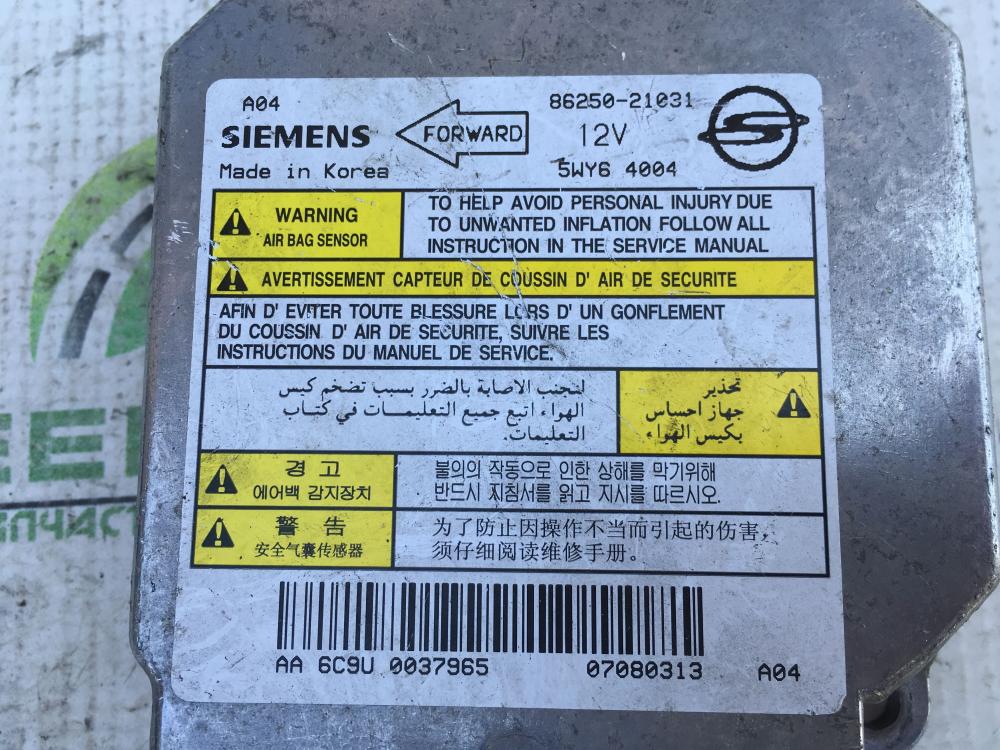 A04
86250-21031
SIEMENS
FORWARD
12V
Made in Korea
5WY6 4004
WARNING
AIR BAG SENSOR
TO HELP AVOID PERSONAL INJURY DUE
TO UNWANTED INFLATION FOLLOW ALL
INSTRUCTION IN THE SERVICE MANUAL
AVERTISSEMENT CAPTEUR DE COUSSIN D' AIR DE SECURITE
AFIN D' EVITER TOUTE BLESSURE LORS D' UN GONFLEMENT
DU COUSSIN D' AIR DE SECURITE, SUIVRE LES
INSTRUCTIONS DU MANUEL DE SERVICE.
تحذير
جهاز احساس
بكيس الهواء
لتجنب الاصابة بالضرر بسبب تضخم كيس
الهواء اتبع جميع التعليمات في كتاب
التعليمات.
경 고
에어백 감지장치
불의의 작동으로 인한 상해를 막기위해
반드시 지침서를 읽고 지시를 따르시오.
警 告
安全气囊传感器
为了防止因操作不当而引起的伤害,
须仔细阅读维修手册。
AA 6C9U 0037965
07080313
A04